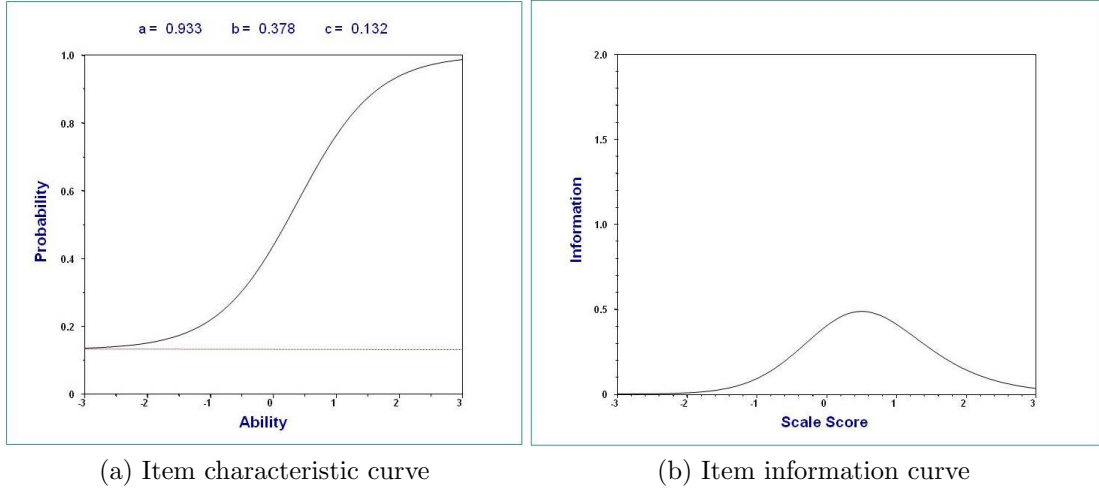 a = 0.933 b = 0.378 c = 0.132
1.0
0.8
0.6
0.4
0.2
0
Probability
-3 -2 -1 0 1 2 3
Ability
(a) Item characteristic curve
2.0
1.5
1.0
0.5
0
Information
-3 -2 -1 0 1 2 3
Scale Score
(b) Item information curve